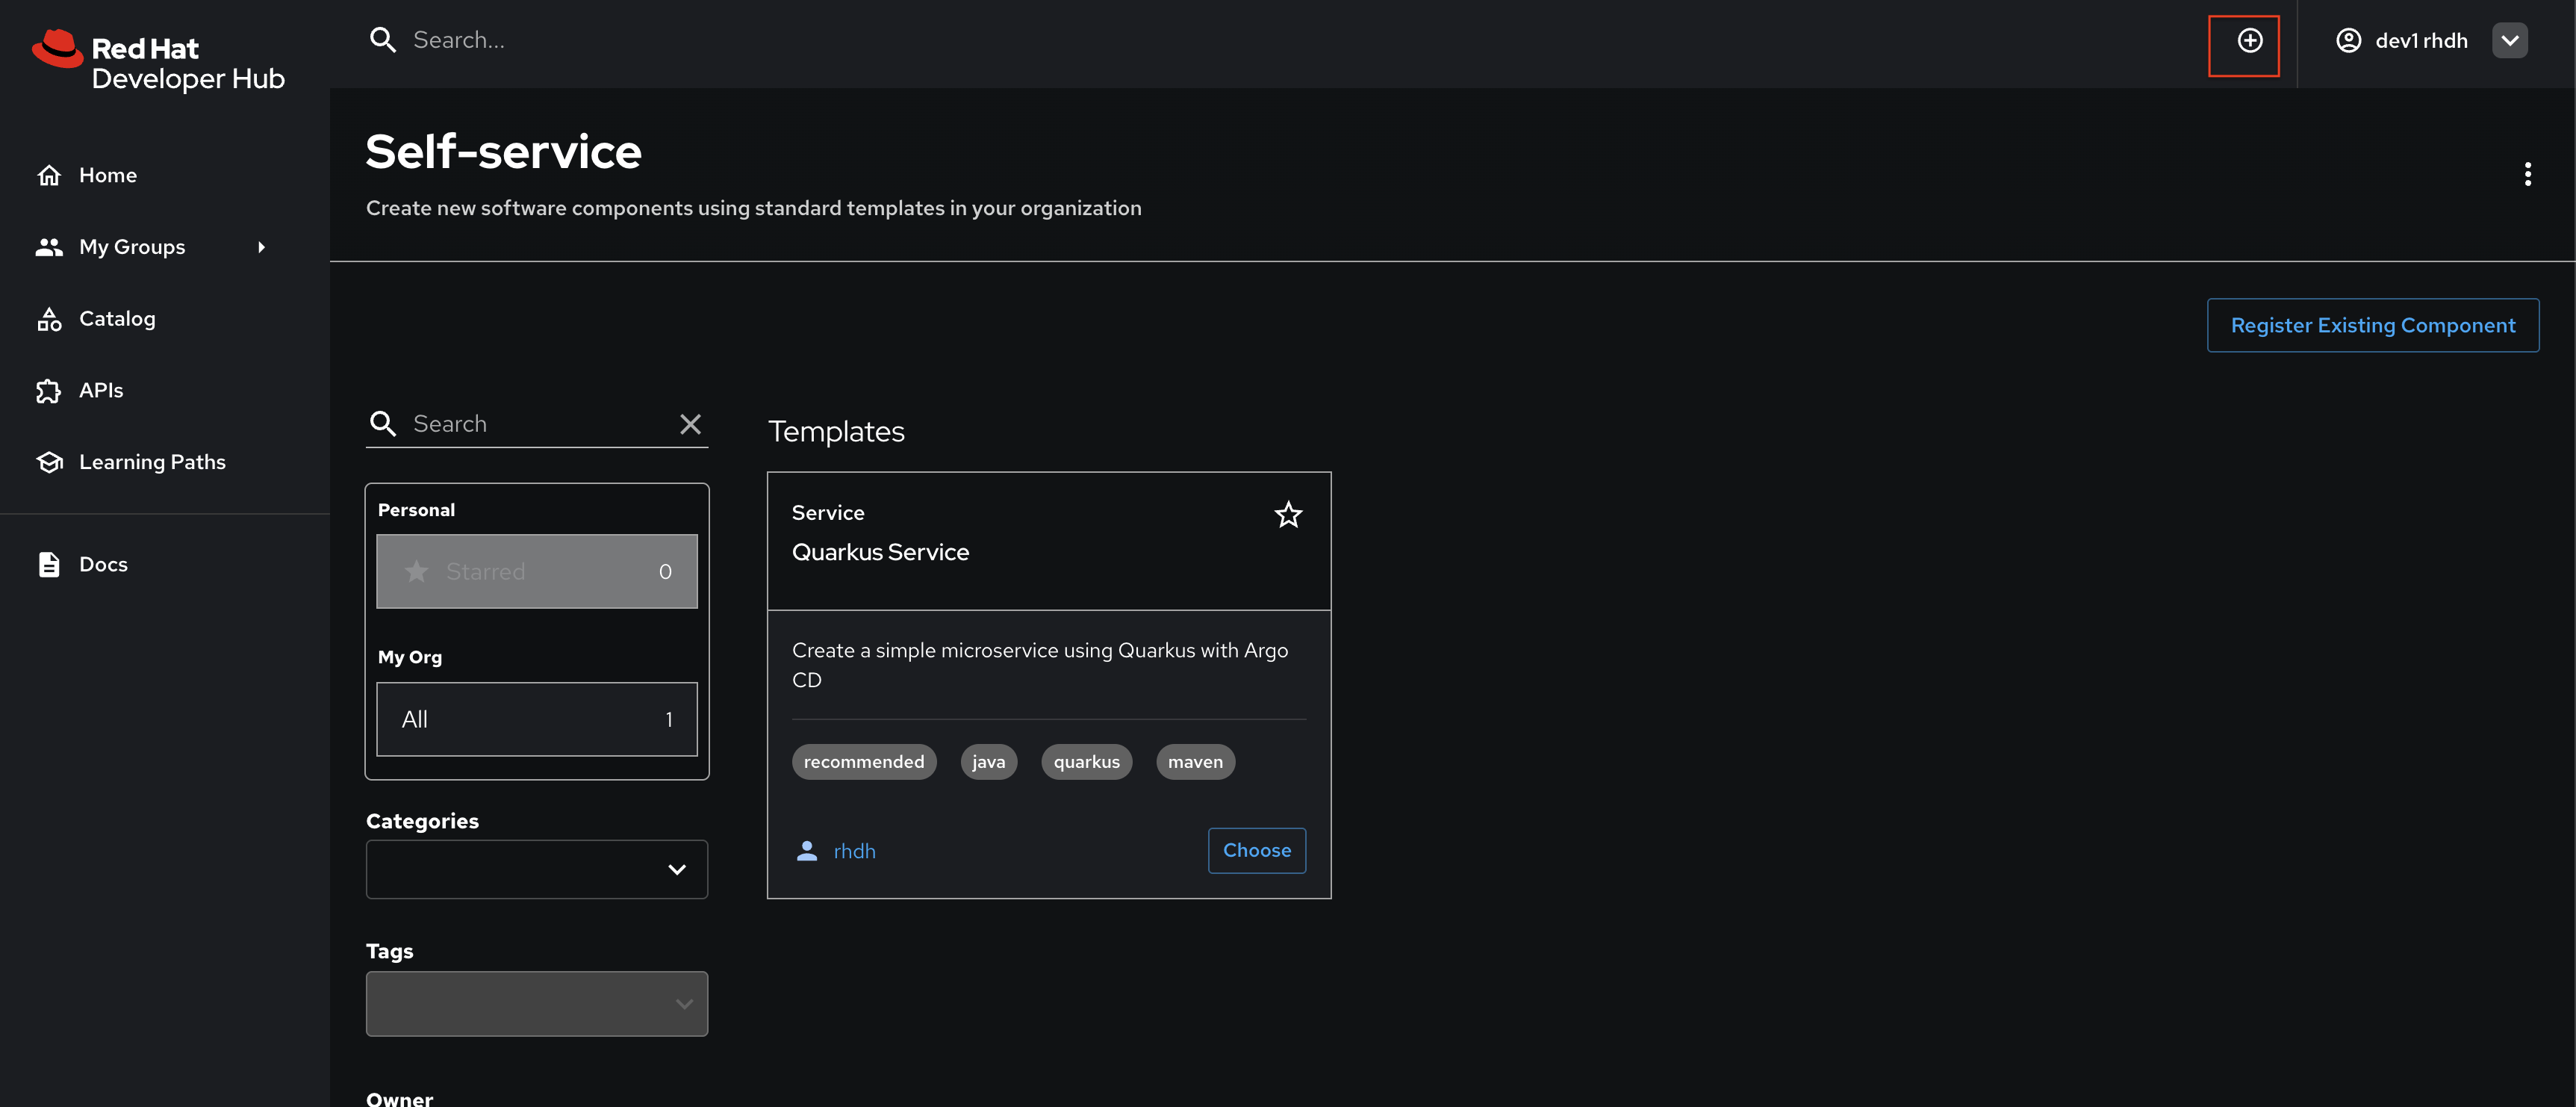 Red Hat
Developer Hub
Search...
dev1 rhdh
Home
My Groups
Catalog
APIs
Learning Paths
Docs
Self-service
Create new software components using standard templates in your organization
Register Existing Component
Search
Personal
Starred 0
My Org
All 1
Categories
Tags
Owner
Templates
Service
Quarkus Service
Create a simple microservice using Quarkus with Argo
CD
recommended java quarkus maven
rhdh
Choose